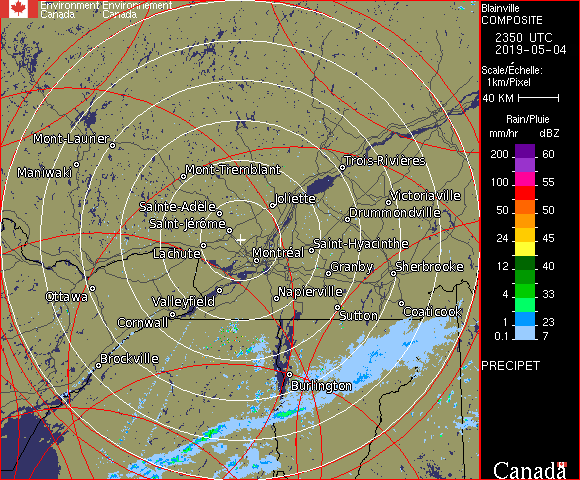 Environment Environnement
Canada Canada
Blainville
COMPOSITE
2350 UTC
2019-05-04
Scale/Échelle:
1km/Pixel
40 KM
Rain/Pluie
mm/hr dBZ
200 60
100 55
50 50
24 45
12 40
4 33
1 23
0.1 7
PRECIPET
Canada
Mont-Laurier
Maniwaki
Mont-Tremblant
Trois-Rivières
Joliette
Victoriaville
Sainte-Adèle
Drummondville
Saint-Jérôme
Saint-Hyacinthe
Lachute
Montréal
Granby
Sherbrooke
Ottawa
Valleyfield
Napierville
Coaticook
Cornwall
Sutton
Brockville
Burlington